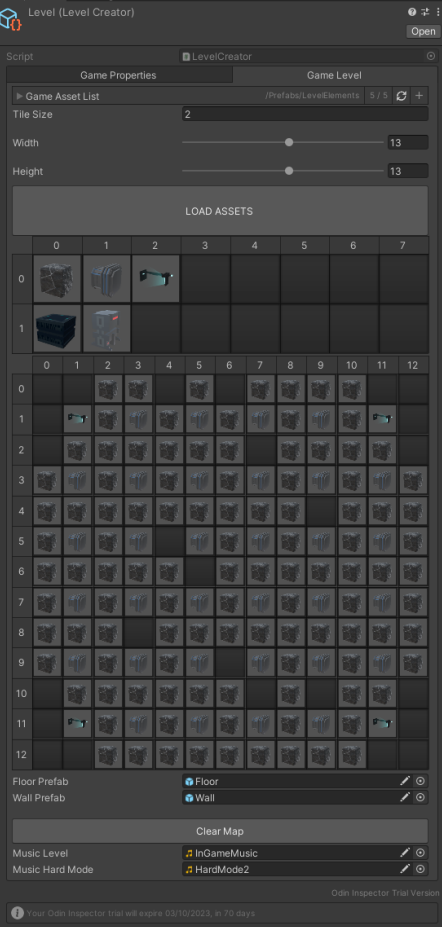 Level (Level Creator)
Open
Script LevelCreator
Game Properties Game Level
Game Asset List /Prefabs/LevelElements 5 / 5
Tile Size 2
Width 13
Height 13
LOAD ASSETS
0 1 2 3 4 5 6 7
0
1
0 1 2 3 4 5 6 7 8 9 10 11 12
0
1
2
3
4
5
6
7
8
9
10
11
12
Floor Prefab Floor
Wall Prefab Wall
Clear Map
Music Level InGameMusic
Music Hard Mode HardMode2
Odin Inspector Trial Version
Your Odin Inspector trial will expire 03/10/2023, in 70 days